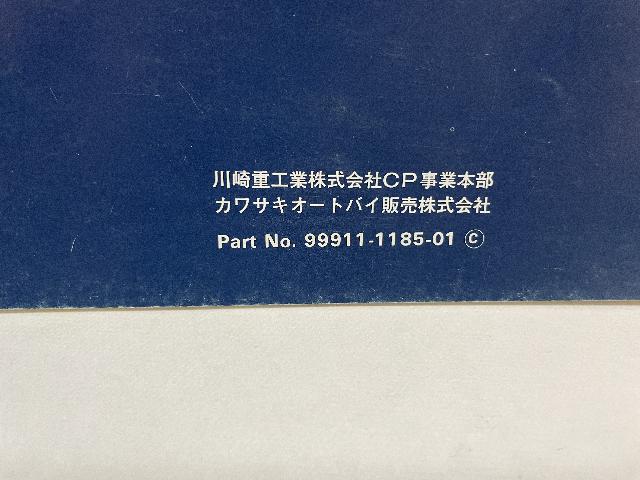 川崎重工業株式会社CP事業本部
カワサキオートバイ販売株式会社
Part No. 99911-1185-01 ©